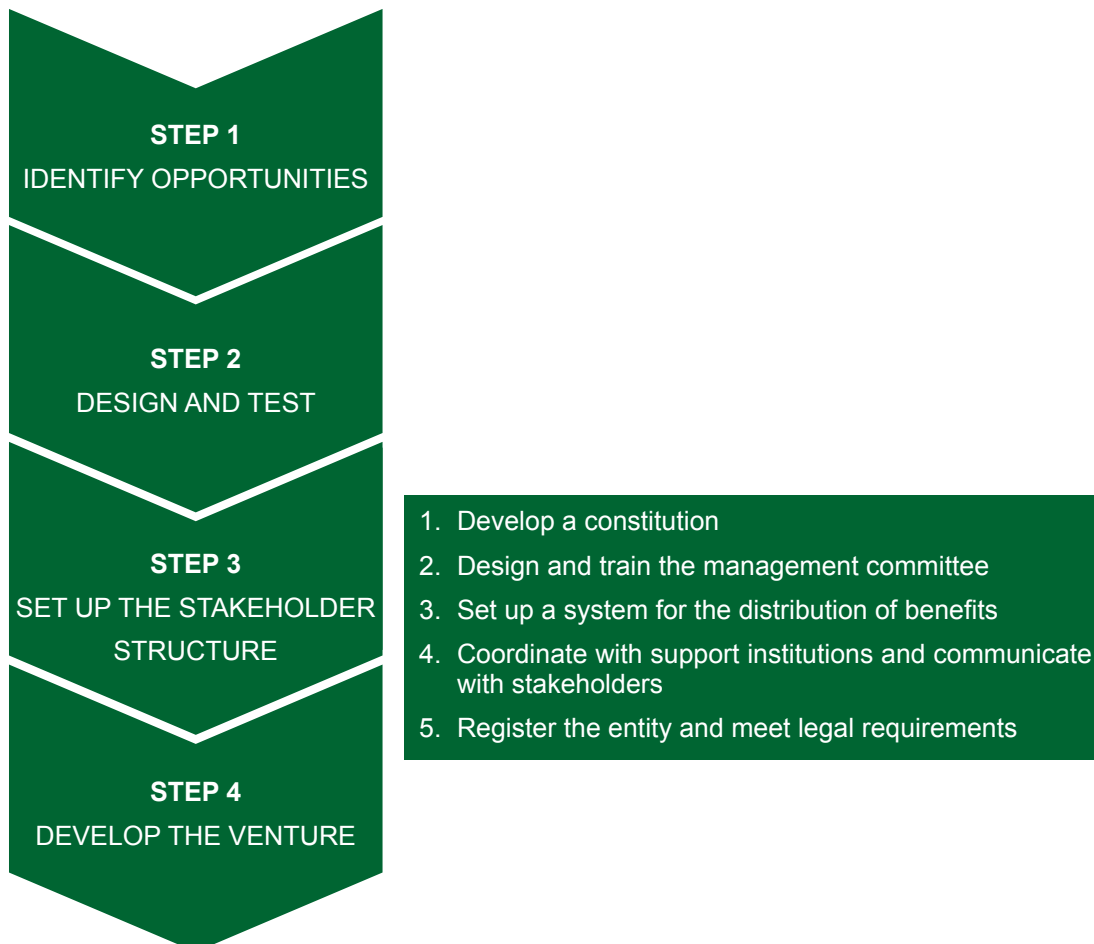 STEP 1
IDENTIFY OPPORTUNITIES
STEP 2
DESIGN AND TEST
STEP 3
SET UP THE STAKEHOLDER
STRUCTURE
1. Develop a constitution
2. Design and train the management committee
3. Set up a system for the distribution of benefits
4. Coordinate with support institutions and communicate
with stakeholders
5. Register the entity and meet legal requirements
STEP 4
DEVELOP THE VENTURE